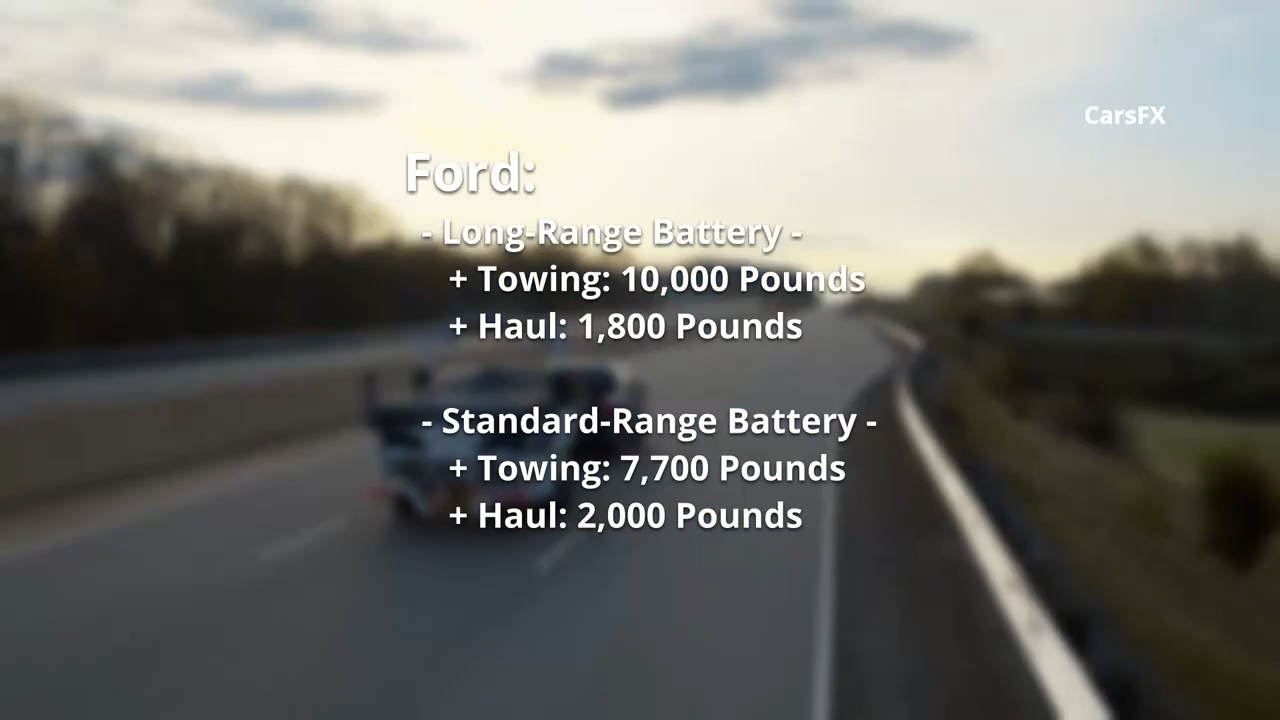 CarsFX
Ford:
- Long-Range Battery -
+ Towing: 10,000 Pounds
+ Haul: 1,800 Pounds
- Standard-Range Battery -
+ Towing: 7,700 Pounds
+ Haul: 2,000 Pounds